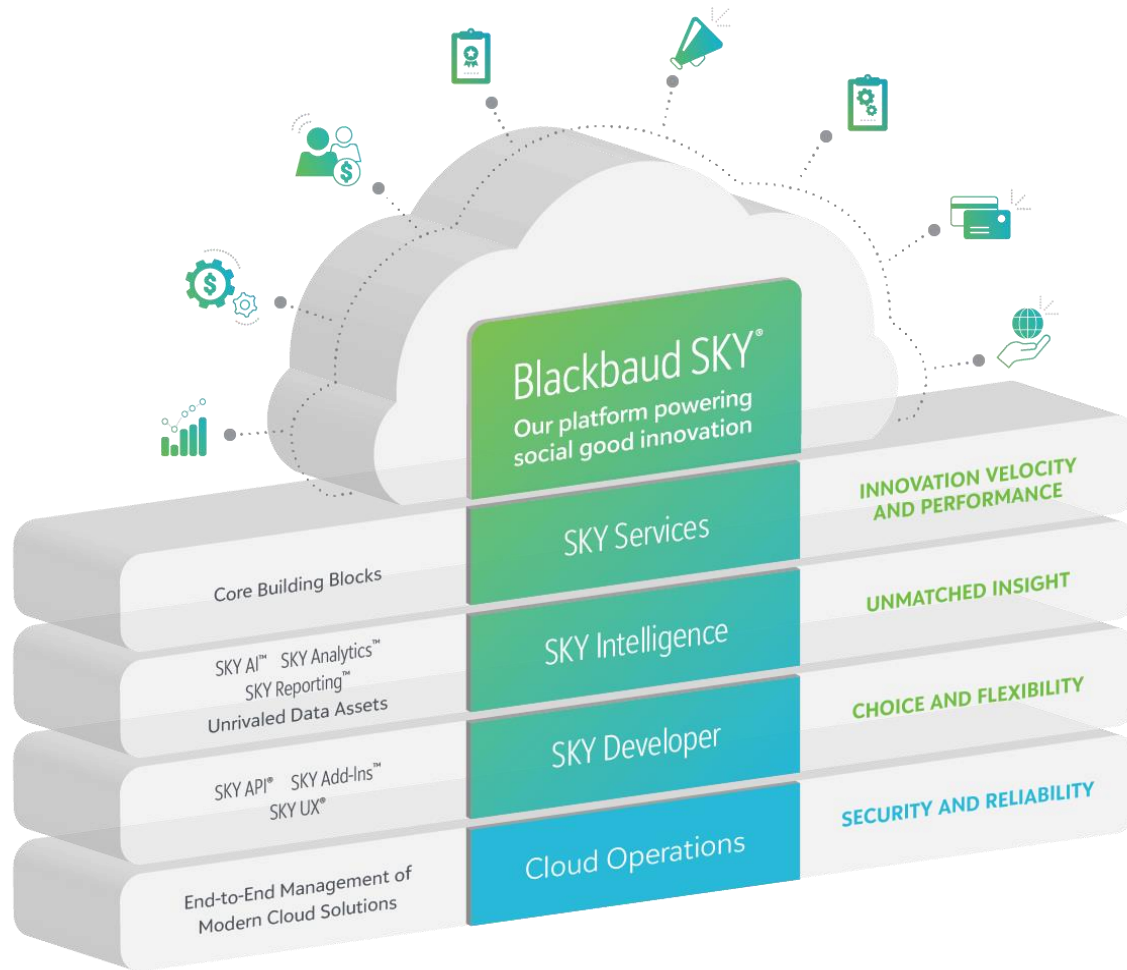 Blackbaud SKY®
Our platform powering
social good innovation
Core Building Blocks
SKY Services
INNOVATION VELOCITY
AND PERFORMANCE
SKY AI™ SKY Analytics™
SKY Reporting™
Unrivaled Data Assets
SKY Intelligence
UNMATCHED INSIGHT
SKY API® SKY Add-Ins™
SKY UX®
SKY Developer
CHOICE AND FLEXIBILITY
End-to-End Management of
Modern Cloud Solutions
Cloud Operations
SECURITY AND RELIABILITY